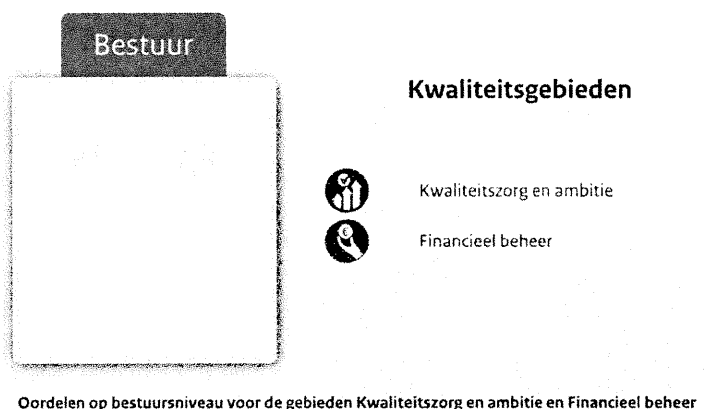 Bestuur
Kwaliteitsgebieden
Kwaliteitszorg en ambitie
€
Financieel beheer
Oordelen op bestuursniveau voor de gebieden Kwaliteitszorg en ambitie en Financieel beheer